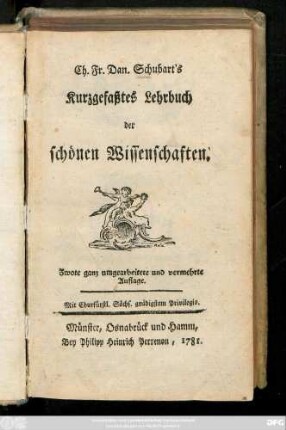 Ch. Fr. Dan. Schubart's
Kurzgefaßtes Lehrbuch
der
schönen Wissenschaften.
Zwote ganz umgearbeitete und vermehrte
Auflage.
Mit Churfürstl. Sächs. gnädigstem Privilegio.
Münster, Osnabrück und Hamm,
Bey Philipp Heinrich Perrenon, 1781.